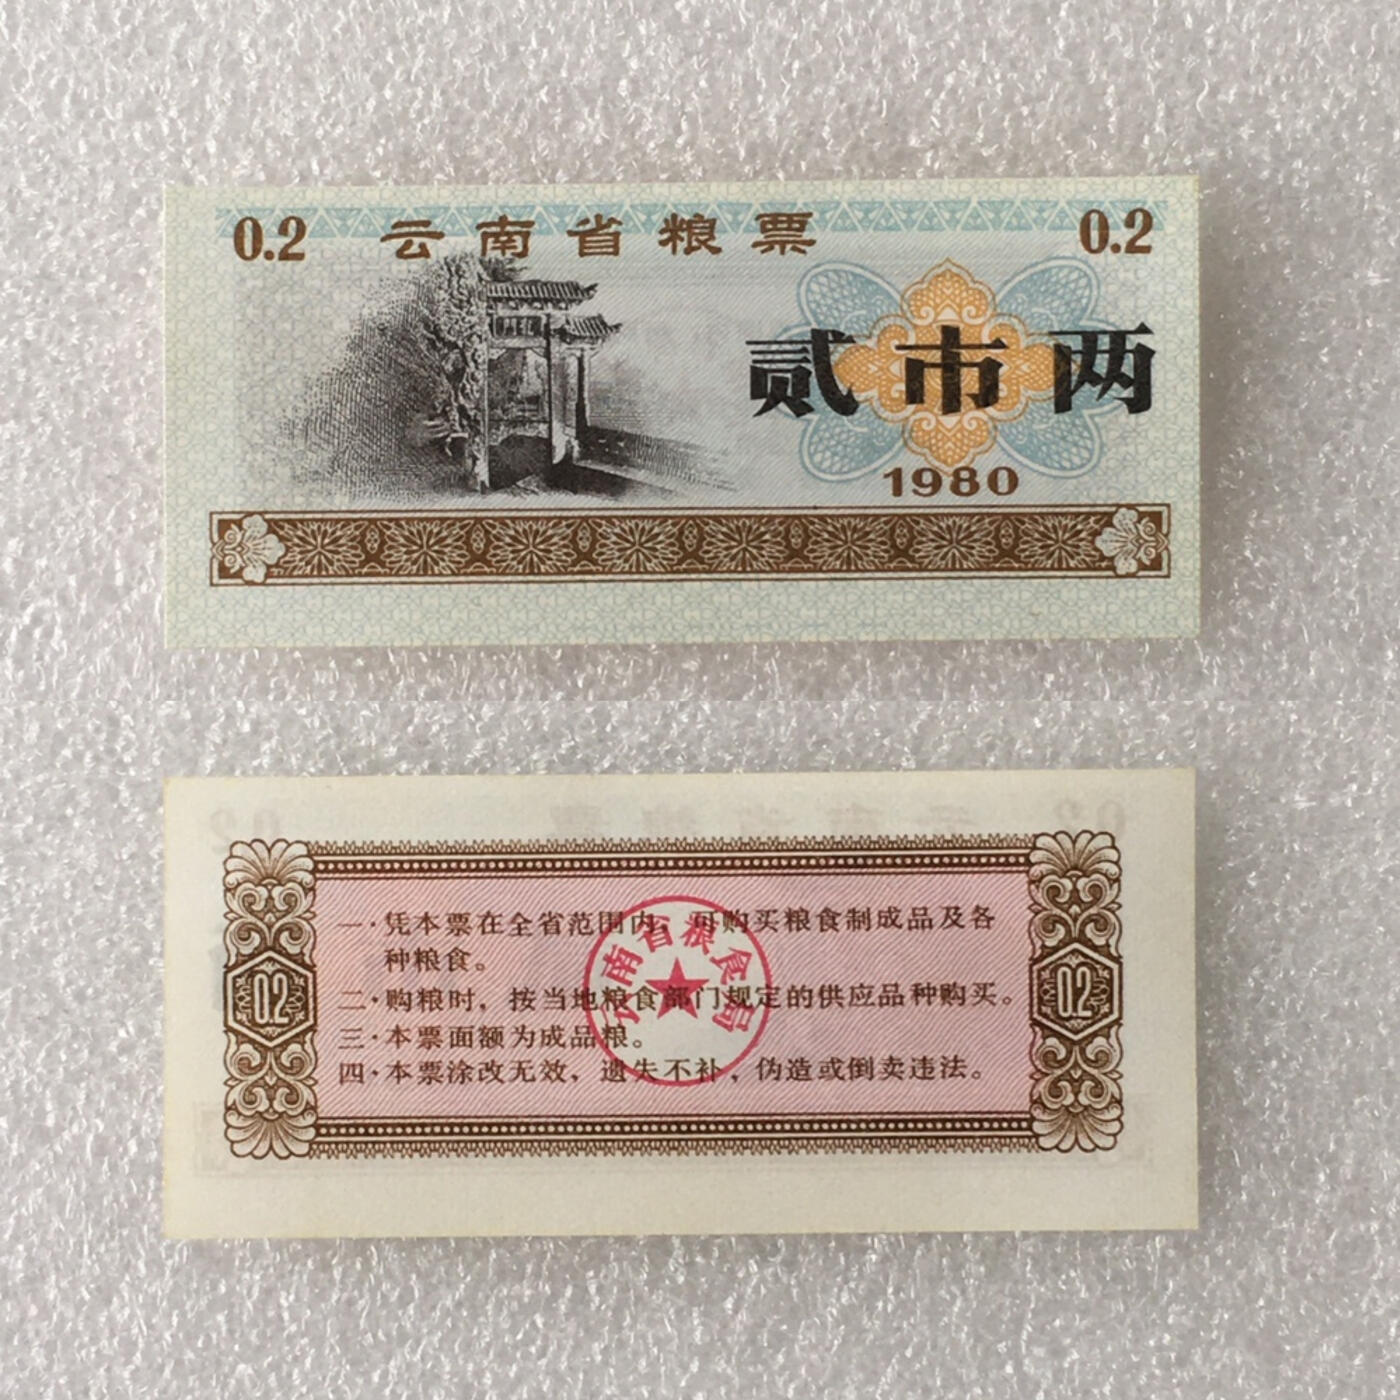 0.2 云南省粮票 0.2
贰市两
1980
一·凭本票在全省范围内，可购买粮食制成品及各
种粮食。
二·购粮时，按当地粮食部门规定的供应品种购买。
三·本票面额为成品粮。
四·本票涂改无效，遗失不补，伪造或倒卖违法。
0.2
0.2
云南省粮食局